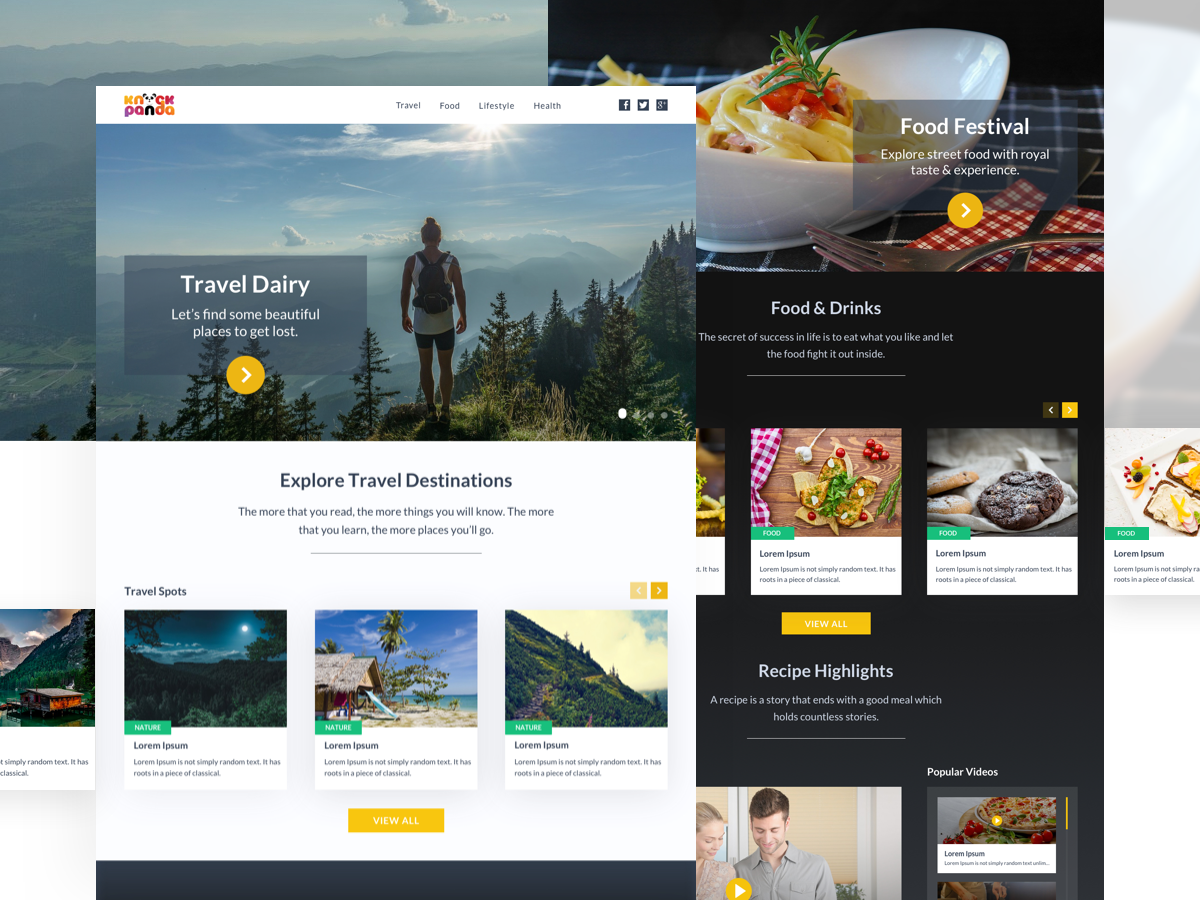 KNOCK
panda
Travel
Food
Lifestyle
Health
Travel Dairy
Let's find some beautiful
places to get lost.
Explore Travel Destinations
The more that you read, the more things you will know. The more
that you learn, the more places you'll go.
Travel Spots
NATURE
Lorem Ipsum
Lorem Ipsum is not simply random text. It has
roots in a piece of classical.
NATURE
Lorem Ipsum
Lorem Ipsum is not simply random text. It has
roots in a piece of classical.
NATURE
Lorem Ipsum
Lorem Ipsum is not simply random text. It has
roots in a piece of classical.
VIEW ALL
t simply random text. It has
classical.
Food Festival
Explore street food with royal
taste & experience.
Food & Drinks
The secret of success in life is to eat what you like and let
the food fight it out inside.
t. It has
FOOD
Lorem Ipsum
Lorem Ipsum is not simply random text. It has
roots in a piece of classical.
FOOD
Lorem Ipsum
Lorem Ipsum is not simply random text. It has
roots in a piece of classical.
FOOD
Lorem Ipsum
Lorem Ipsum is not simply ra
roots in a piece of classical.
VIEW ALL
Recipe Highlights
A recipe is a story that ends with a good meal which
holds countless stories.
Popular Videos
Lorem Ipsum
Lorem Ipsum is not simply random text unlim...